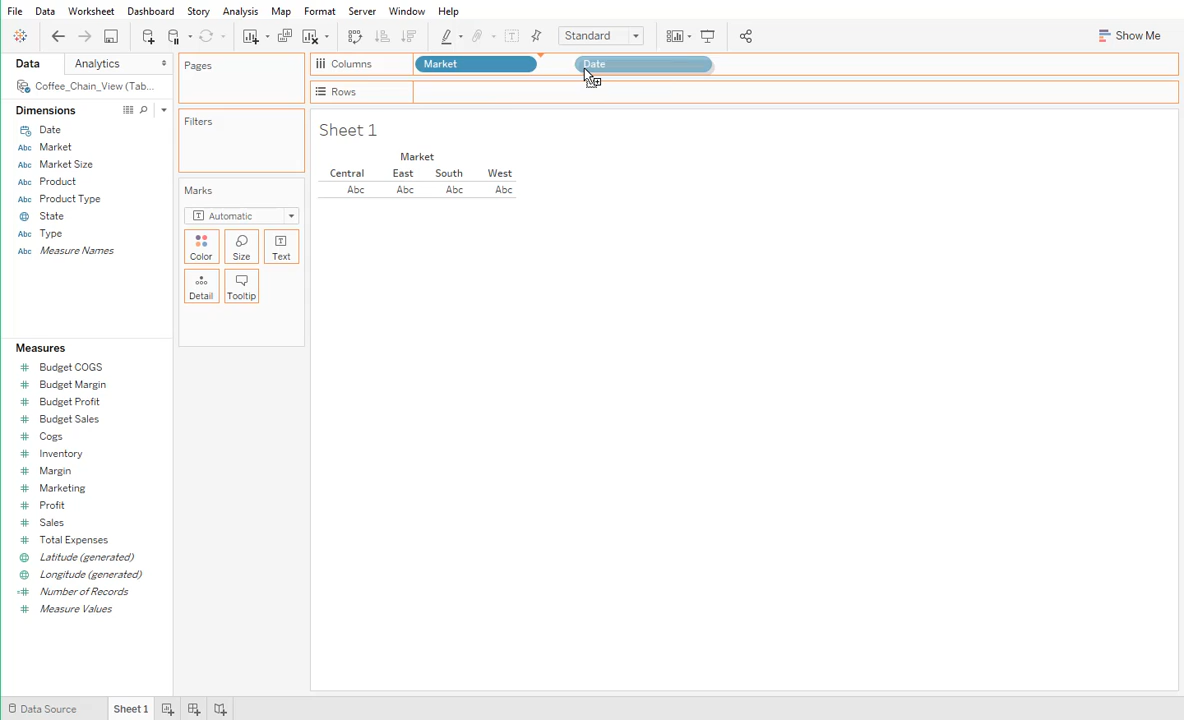 File Data Worksheet Dashboard Story Analysis Map Format Server Window Help
Standard
Show Me
Data Analytics
Coffee_Chain_View (Tab...
Dimensions
Date
Market
Market Size
Product
Product Type
State
Type
Measure Names
Measures
Budget COGS
Budget Margin
Budget Profit
Budget Sales
Cogs
Inventory
Margin
Marketing
Profit
Sales
Total Expenses
Latitude (generated)
Longitude (generated)
Number of Records
Measure Values
Pages
Filters
Marks
Automatic
Color Size Text
Detail Tooltip
Columns Market Date
Rows
Sheet 1
Market
Central East South West
Abc Abc Abc Abc
Data Source Sheet 1